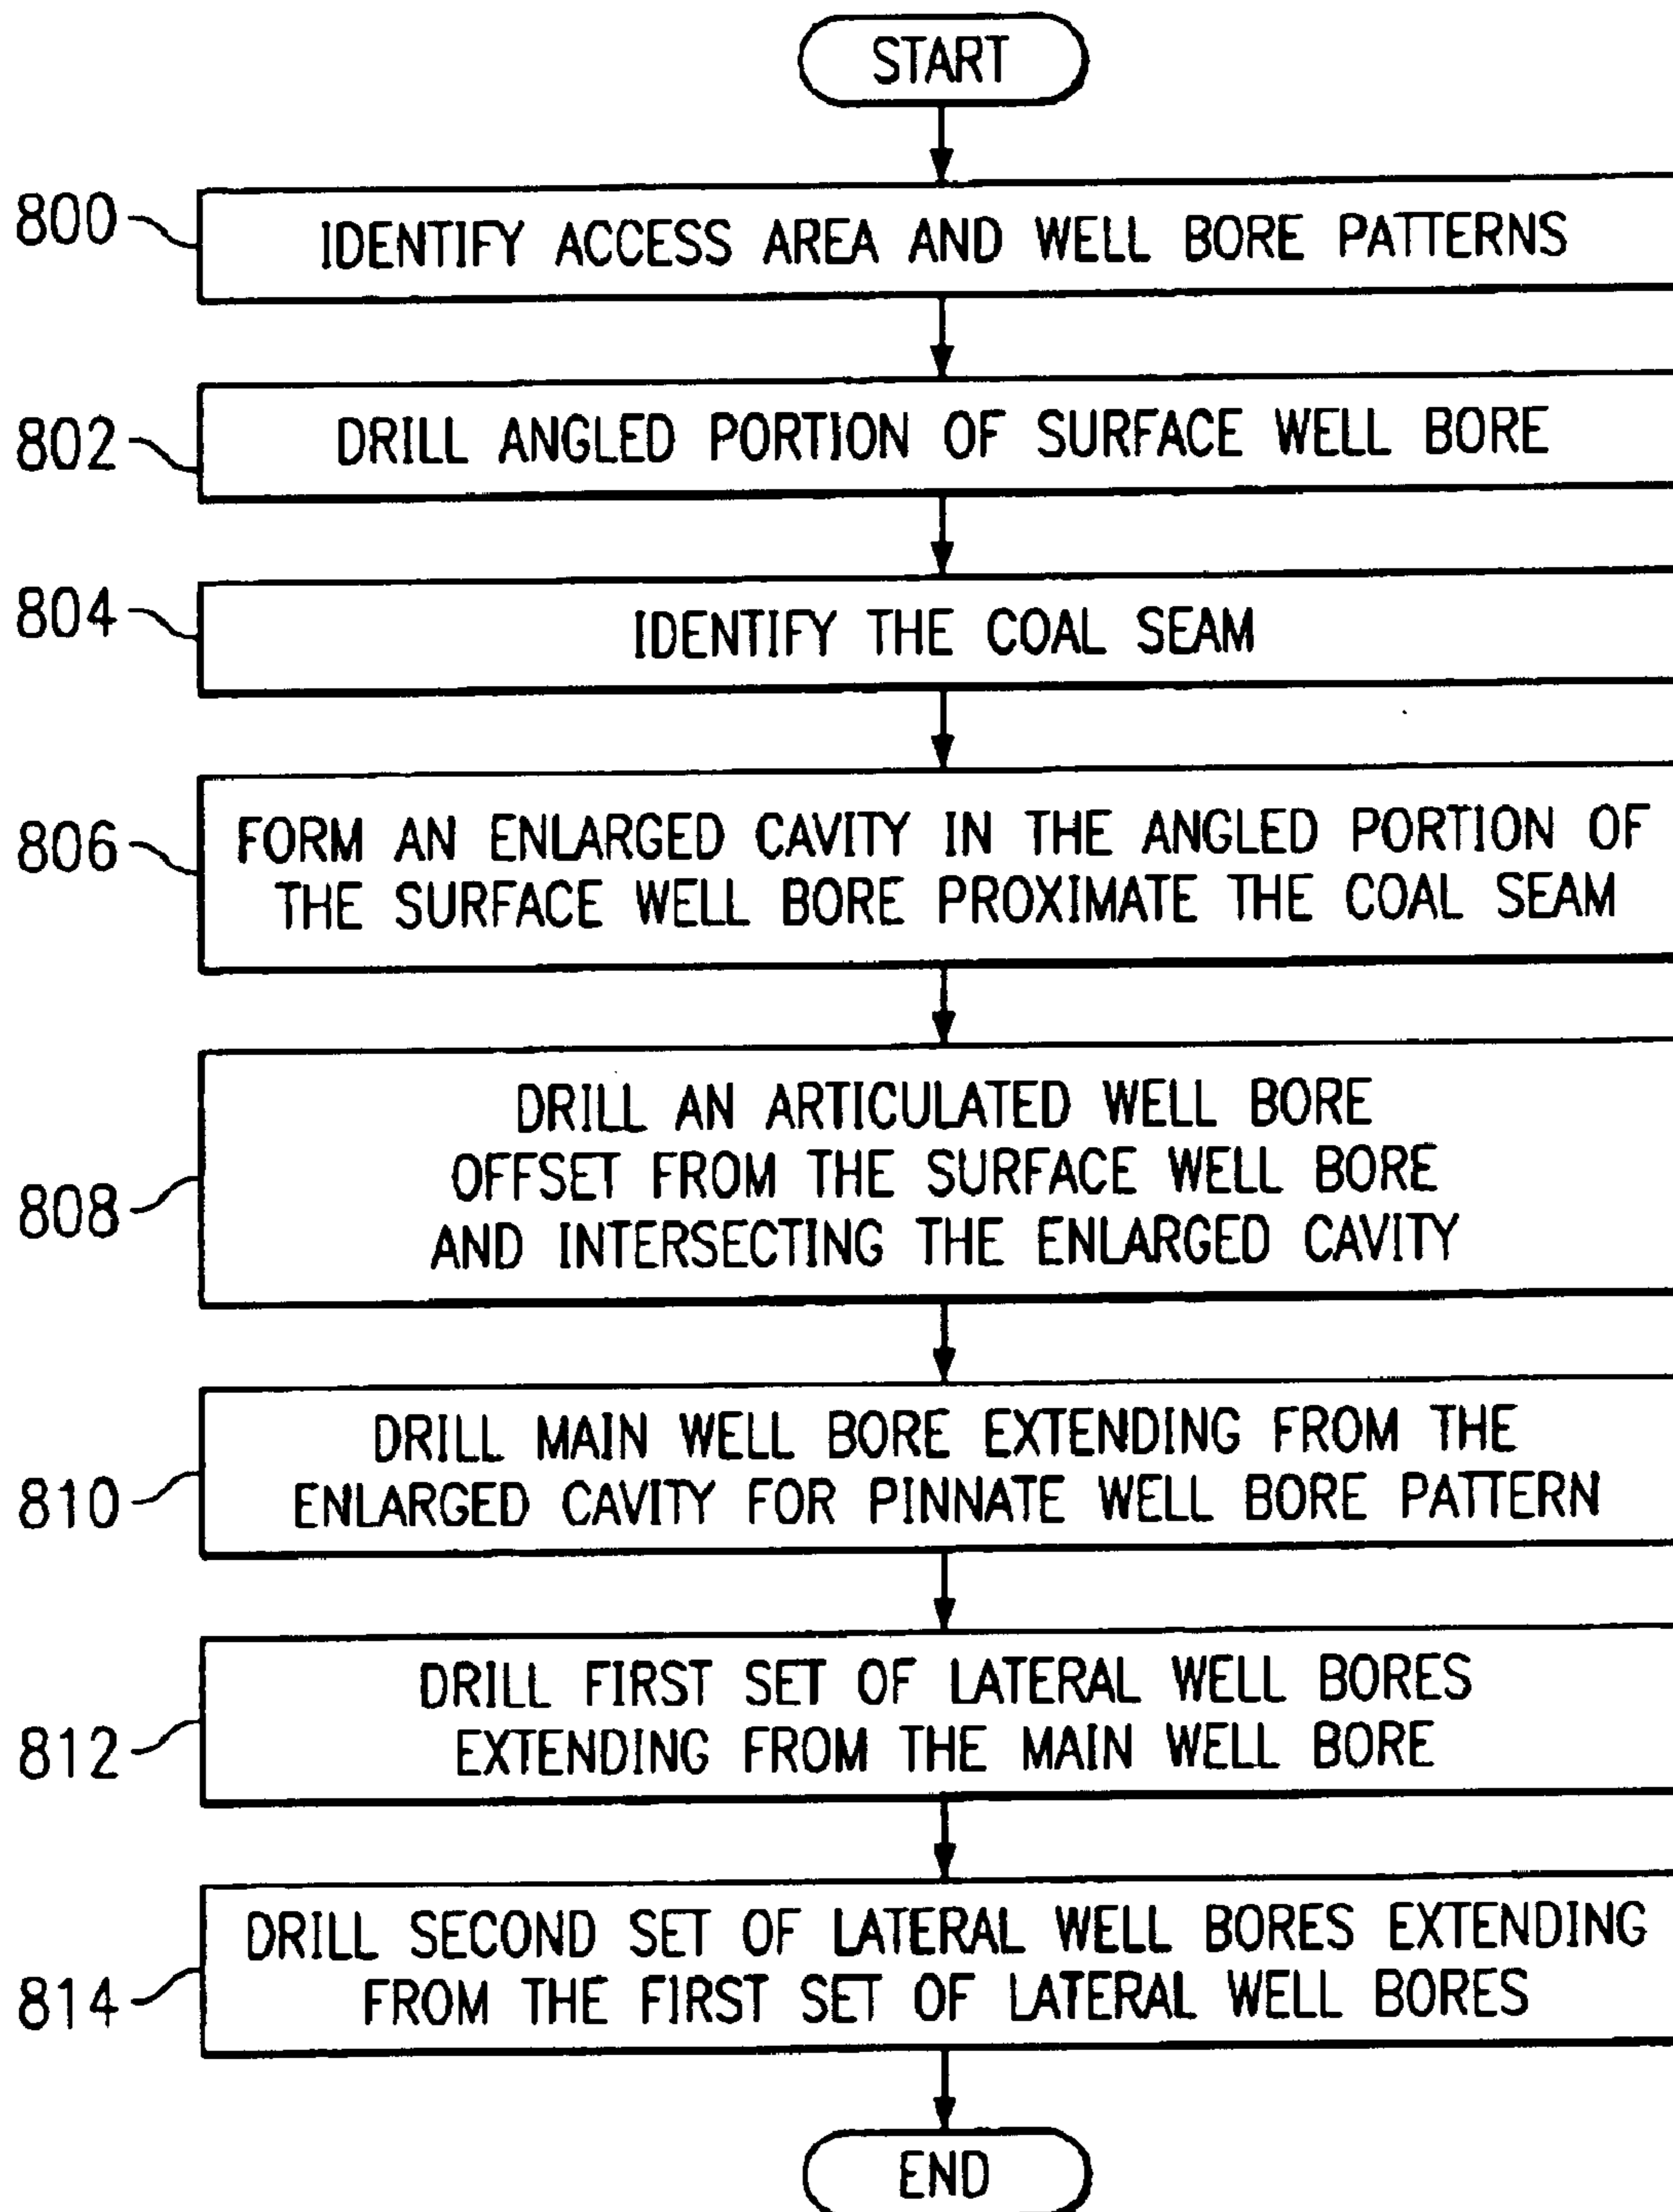 START
800
IDENTIFY ACCESS AREA AND WELL BORE PATTERNS
802
DRILL ANGLED PORTION OF SURFACE WELL BORE
804
IDENTIFY THE COAL SEAM
806
FORM AN ENLARGED CAVITY IN THE ANGLED PORTION OF
THE SURFACE WELL BORE PROXIMATE THE COAL SEAM
808
DRILL AN ARTICULATED WELL BORE
OFFSET FROM THE SURFACE WELL BORE
AND INTERSECTING THE ENLARGED CAVITY
810
DRILL MAIN WELL BORE EXTENDING FROM THE
ENLARGED CAVITY FOR PINNATE WELL BORE PATTERN
812
DRILL FIRST SET OF LATERAL WELL BORES
EXTENDING FROM THE MAIN WELL BORE
814
DRILL SECOND SET OF LATERAL WELL BORES EXTENDING
FROM THE FIRST SET OF LATERAL WELL BORES
END